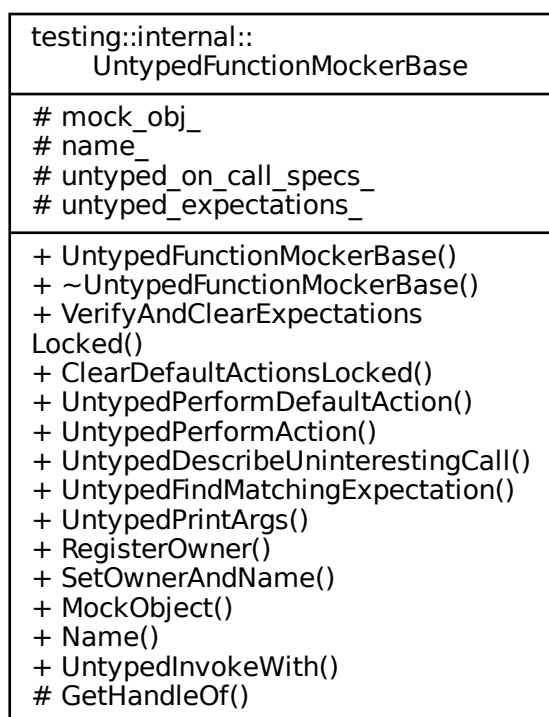 testing::internal::
UntypedFunctionMockerBase
# mock_obj_
# name_
# untyped_on_call_specs_
# untyped_expectations_
+ UntypedFunctionMockerBase()
+ ~UntypedFunctionMockerBase()
+ VerifyAndClearExpectations
Locked()
+ ClearDefaultActionsLocked()
+ UntypedPerformDefaultAction()
+ UntypedPerformAction()
+ UntypedDescribeUninterestingCall()
+ UntypedFindMatchingExpectation()
+ UntypedPrintArgs()
+ RegisterOwner()
+ SetOwnerAndName()
+ MockObject()
+ Name()
+ UntypedInvokeWith()
# GetHandleOf()